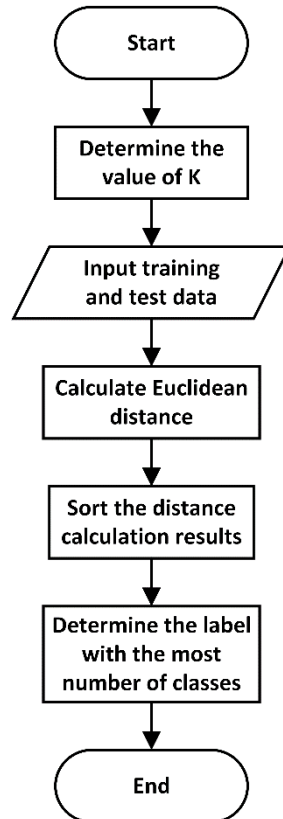 Start
Determine the
value of K
Input training
and test data
Calculate Euclidean
distance
Sort the distance
calculation results
Determine the label
with the most
number of classes
End